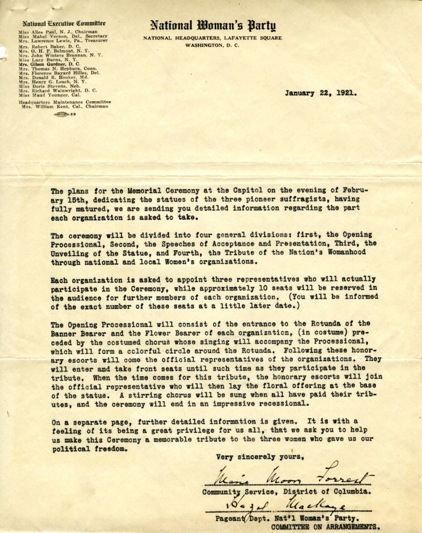 National Executive Committee
Miss Alice Paul, N. J., Chairman
Miss Mabel Vernon, Del., Secretary
Mrs. Lawrence Lewis, Pa., Treasurer
Mrs. Robert Baker, D. C.
Mrs. O. H. P. Belmont, N. Y.
Mrs. John Winters Brannan, N. Y.
Miss Lucy Burns, N. Y.
Mrs. Gilson Gardner, D. C.
Mrs. Thomas N. Hepburn, Conn.
Mrs. Florence Bayard Hilles, Del.
Mrs. Donald R. Hooker, Md.
Mrs. Henry G. Leach, N. Y.
Miss Doris Stevens, Neb.
Mrs. Richard Wainwright, D. C.
Miss Maud Younger, Cal.
Headquarters Maintenance Committee
Mrs. William Kent, Cal., Chairman
National Woman's Party
NATIONAL HEADQUARTERS, LAFAYETTE SQUARE
WASHINGTON, D. C.
January 22, 1921.
The plans for the Memorial Ceremony at the Capitol on the evening of Febru-
ary 15th, dedicating the statues of the three pioneer suffragists, having
fully matured, we are sending you detailed information regarding the part
each organization is asked to take.
The ceremony will be divided into four general divisions: first, the Opening
Processional, Second, the Speeches of Acceptance and Presentation, Third, the
Unveiling of the Statue, and Fourth, the Tribute of the Nation's Womanhood
through national and local Women's organizations.
Each organization is asked to appoint three representatives who will actually
participate in the Ceremony, while approximately 10 seats will be reserved in
the audience for further members of each organization. (You will be informed
of the exact number of these seats at a little later date.)
The Opening Processional will consist of the entrance to the Rotunda of the
Banner Bearer and the Flower Bearer of each organization, (in costume) pre-
ceded by the costumed chorus whose singing will accompany the Processional,
which will form a colorful circle around the Rotunda. Following these honor-
ary escorts will come the official representatives of the organizations. They
will enter and take front seats until such time as they participate in the
tribute. When the time comes for this tribute, the honorary escorts will join
the official representative who will then lay the floral offering at the base
of the statue. A stirring chorus will be sung when all have paid their trib-
utes, and the ceremony will end in an impressive recessional.
On a separate page, further detailed information is given. It is with a
feeling of its being a great privilege for us all, that we ask you to help
us make this Ceremony a memorable tribute to the three women who gave us our
political freedom.
Very sincerely yours,
Moon Forrest
Community Service, District of Columbia.
Hazel MacKaye
Pageant Dept. Nat'l Woman's Party.
COMMITTEE ON ARRANGEMENTS.